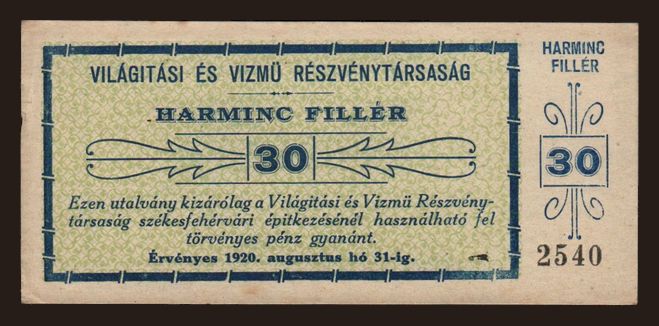 VILÁGITÁSI ÉS VIZMÜ RÉSZVÉNYTÁRSASÁG
HARMINC FILLÉR
30
Ezen utalvány kizárólag a Világitási és Vizmü Részvény-
társaság székesfehérvári épitkezésénél használható fel
törvényes pénz gyanánt.
Érvényes 1920. augusztus hó 31-ig.
HARMINC
FILLÉR
30
2540